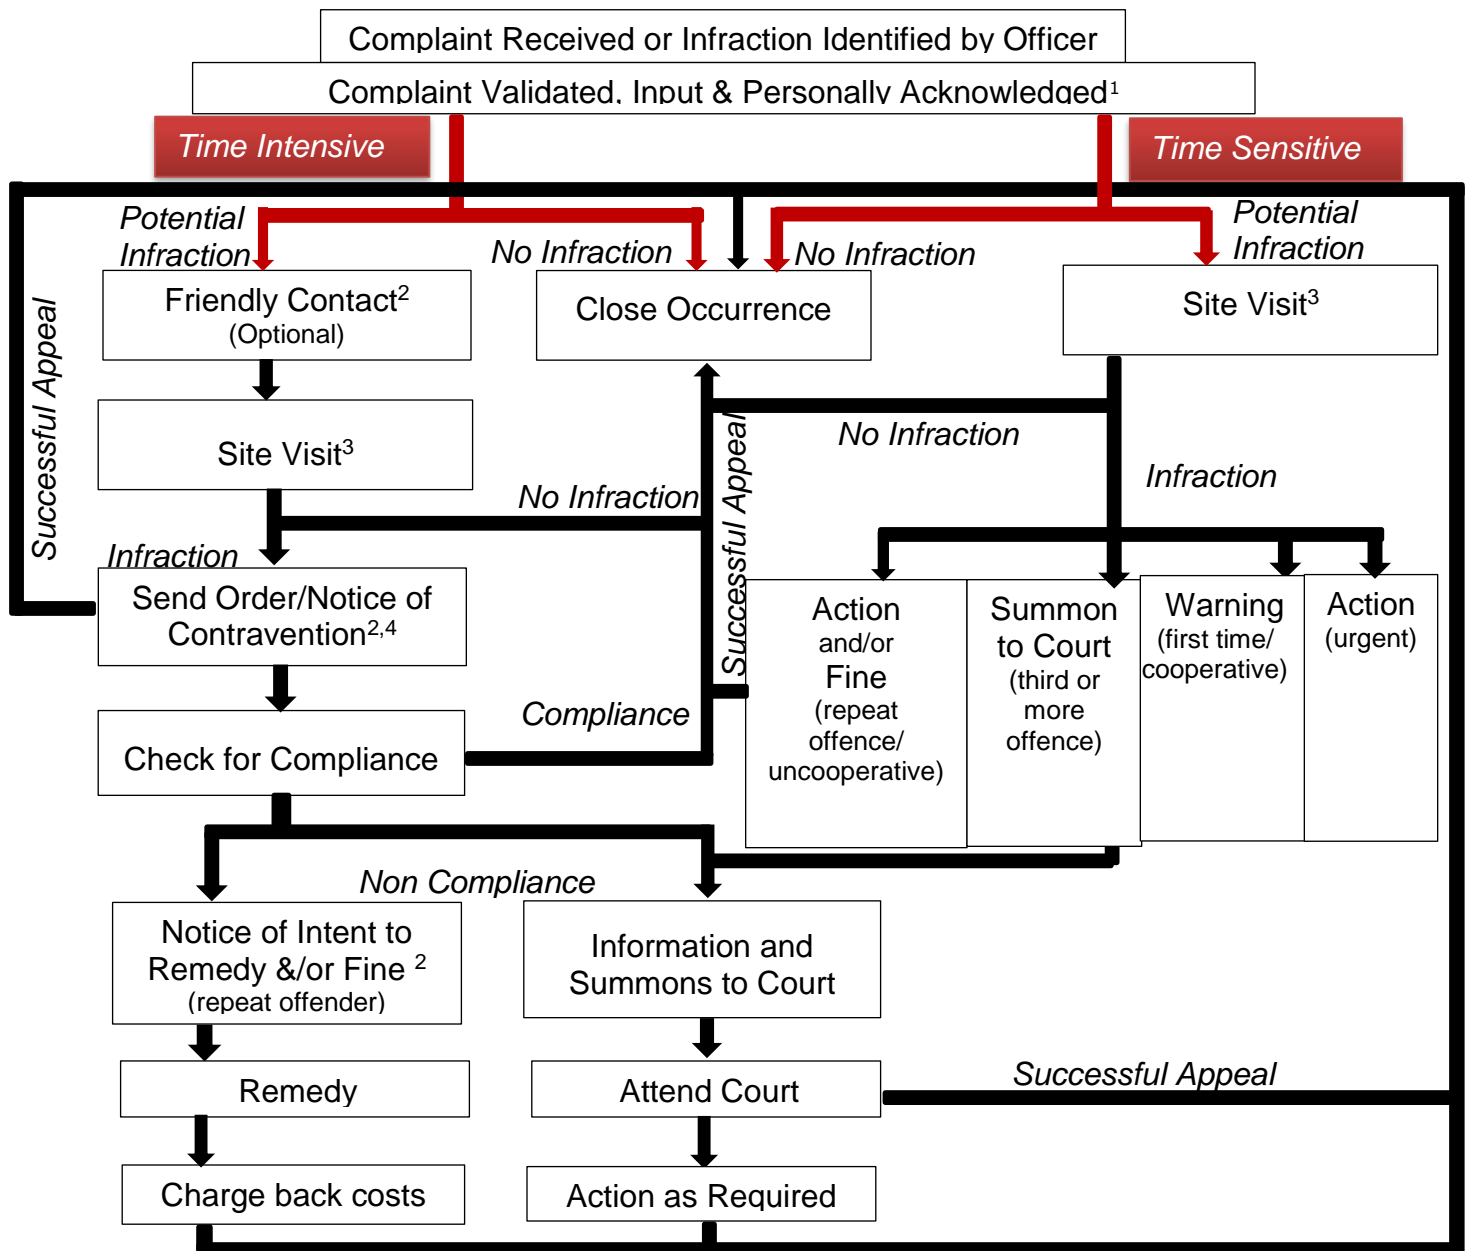 Complaint Received or Infraction Identified by Officer
Complaint Validated, Input & Personally Acknowledged¹
Time Intensive
Time Sensitive
Potential
Infraction
No Infraction
No Infraction
Potential
Infraction
Friendly Contact²
(Optional)
Close Occurrence
Site Visit³
Successful Appeal
Site Visit³
No Infraction
No Infraction
Successful Appeal
Infraction
Infraction
Send Order/Notice of
Contravention²,⁴
Action
and/or
Fine
(repeat
offence/
uncooperative)
Summon
to Court
(third or
more
offence)
Warning
(first time/
cooperative)
Action
(urgent)
Compliance
Check for Compliance
Non Compliance
Notice of Intent to
Remedy &/or Fine ²
(repeat offender)
Information and
Summons to Court
Remedy
Attend Court
Successful Appeal
Charge back costs
Action as Required